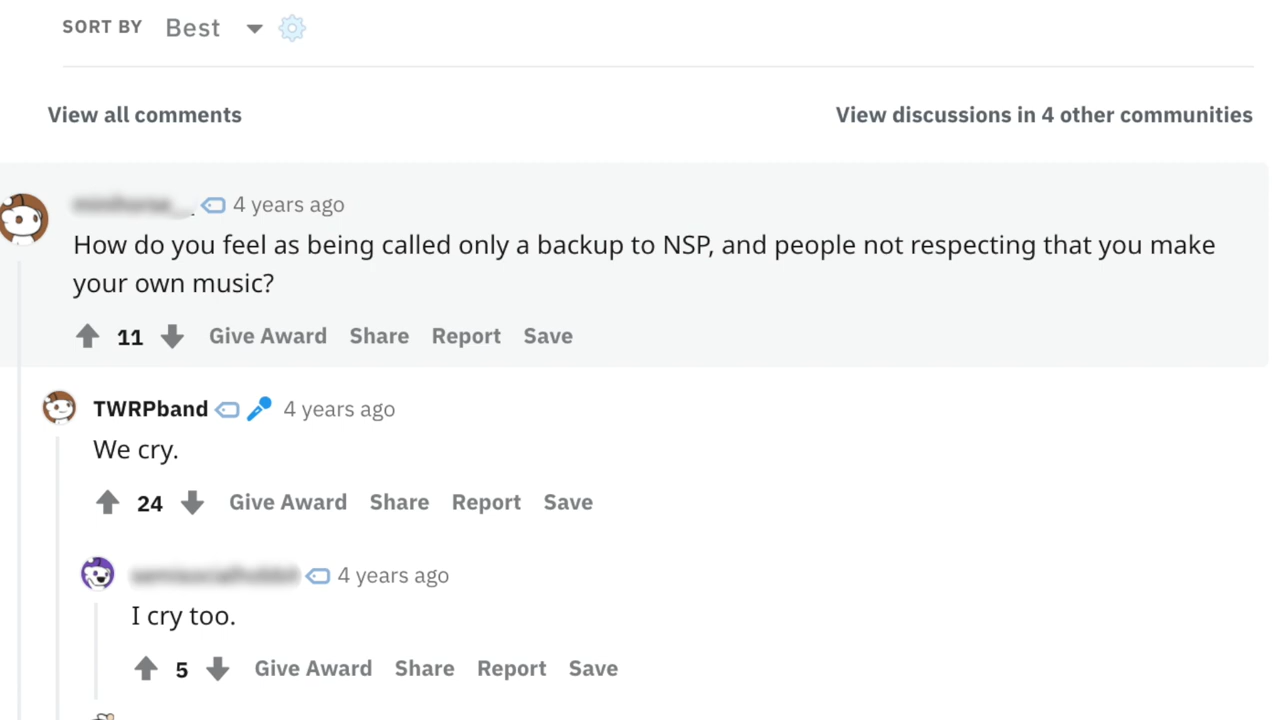 SORT BY Best
View all comments View discussions in 4 other communities
4 years ago
How do you feel as being called only a backup to NSP, and people not respecting that you make
your own music?
11 Give Award Share Report Save
TWRPband 4 years ago
We cry.
24 Give Award Share Report Save
4 years ago
I cry too.
5 Give Award Share Report Save